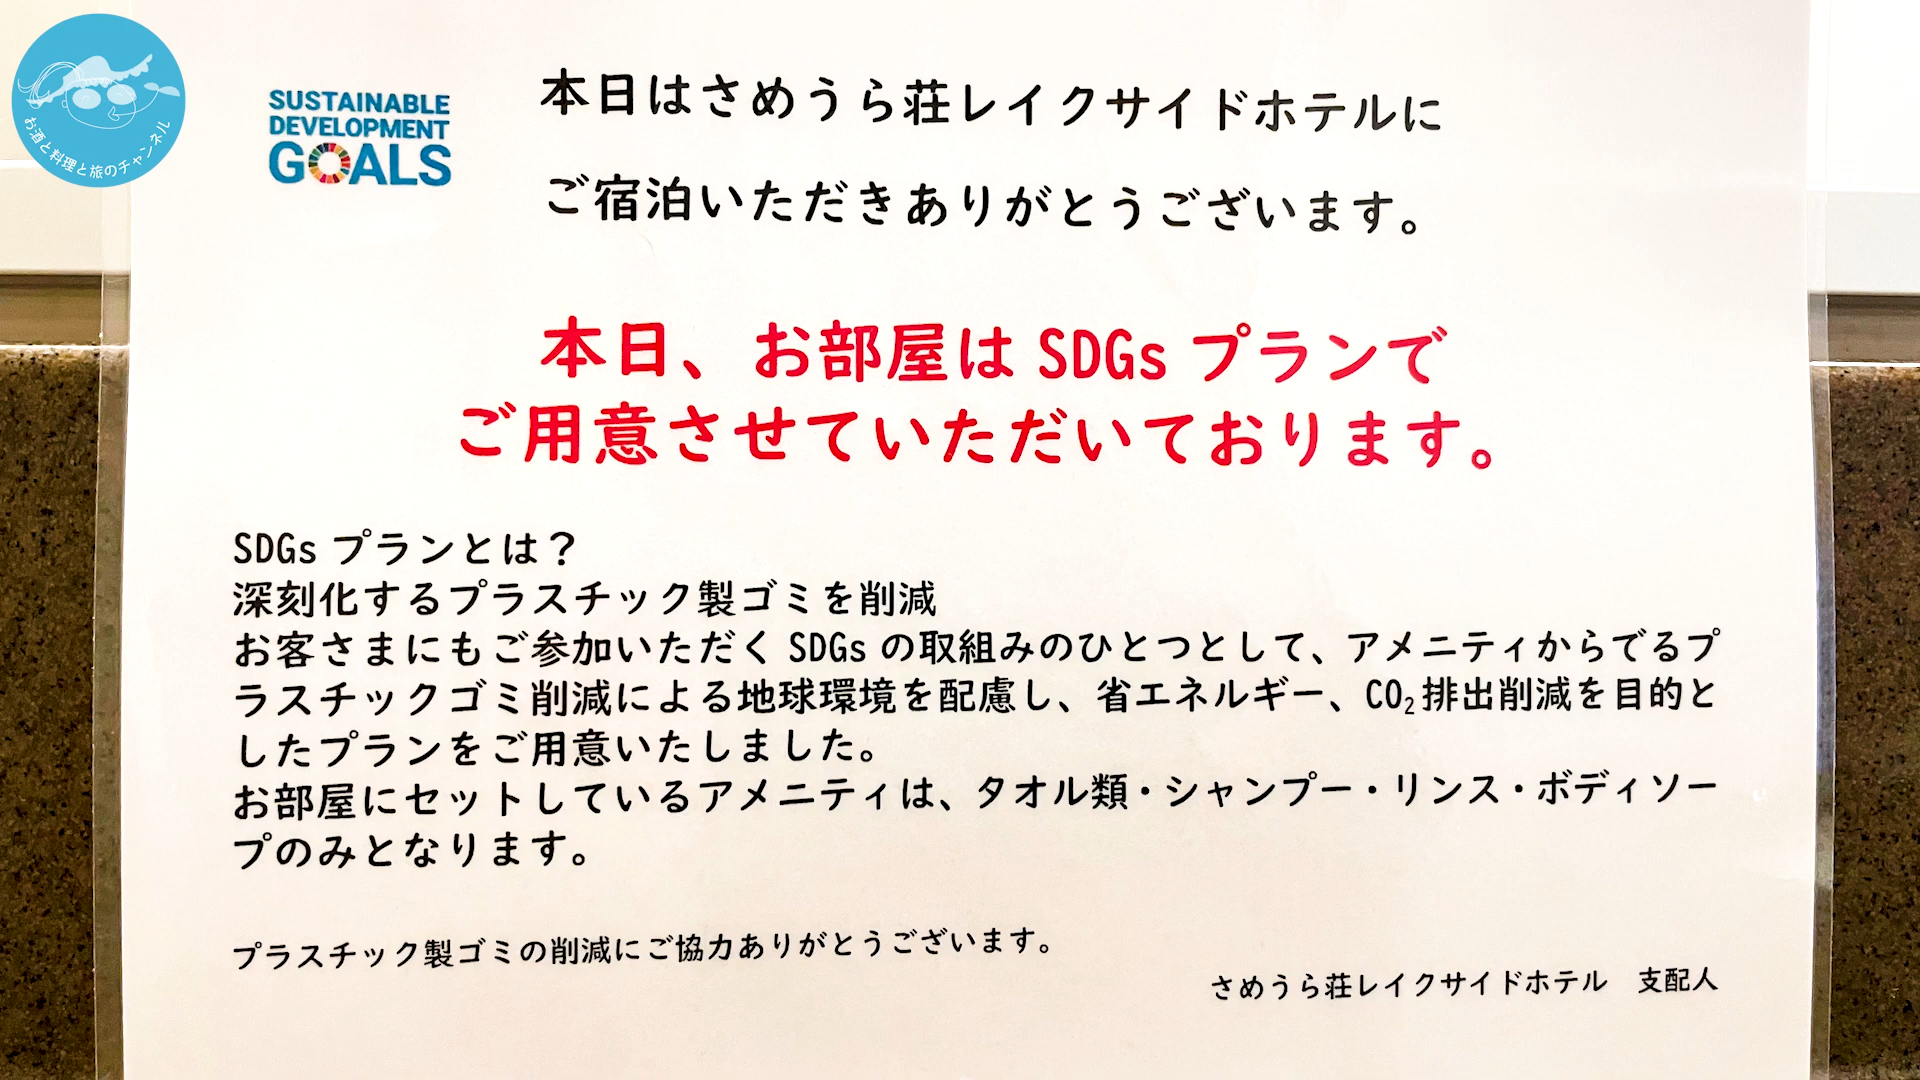 お酒と料理と旅のチャンネル
SUSTAINABLE
DEVELOPMENT
GOALS
本日はさめうら荘レイクサイドホテルに
ご宿泊いただきありがとうございます。
本日、お部屋は SDGs プランで
ご用意させていただいております。
SDGs プランとは？
深刻化するプラスチック製ゴミを削減
お客さまにもご参加いただく SDGs の取組みのひとつとして、アメニティからでるプ
ラスチックゴミ削減による地球環境を配慮し、省エネルギー、CO₂排出削減を目的と
したプランをご用意いたしました。
お部屋にセットしているアメニティは、タオル類・シャンプー・リンス・ボディソー
プのみとなります。
プラスチック製ゴミの削減にご協力ありがとうございます。
さめうら荘レイクサイドホテル　支配人